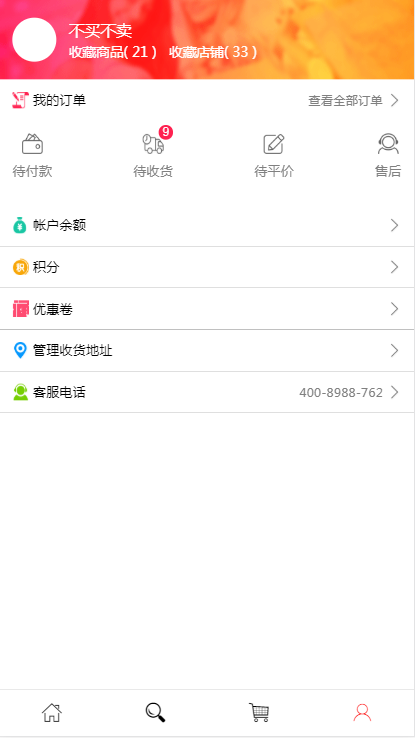 不买不卖
收藏商品( 21 ) 收藏店铺( 33 )
我的订单 查看全部订单
9
待付款 待收货 待平价 售后
帐户余额
积分
优惠卷
管理收货地址
客服电话 400-8988-762